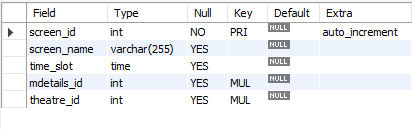 Field Type Null Key Default Extra
screen_id int NO PRI NULL auto_increment
screen_name varchar(255) YES NULL
time_slot time YES NULL
mdetails_id int YES MUL NULL
theatre_id int YES MUL NULL